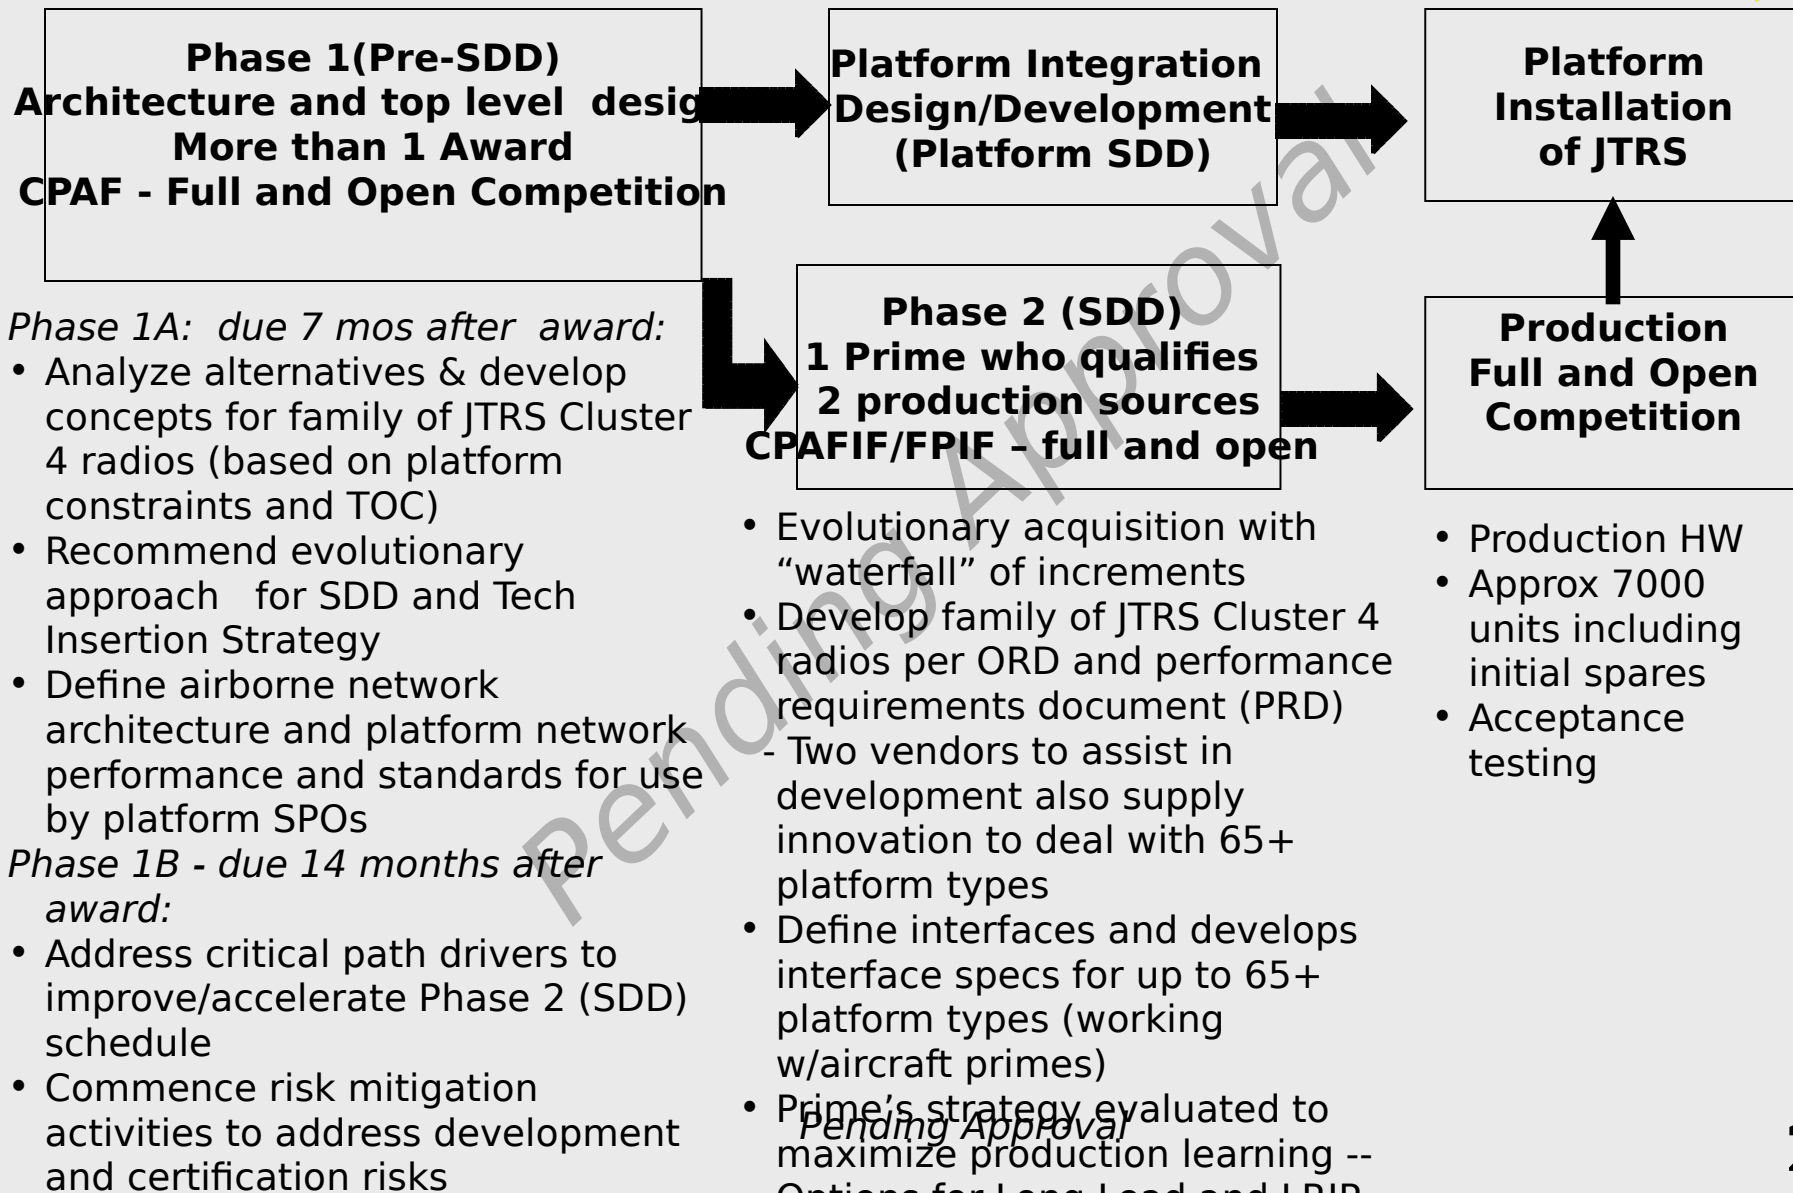 Phase 1(Pre-SDD)
Architecture and top level desig
More than 1 Award
CPAF - Full and Open Competition
Platform Integration
Design/Development
(Platform SDD)
Platform
Installation
of JTRS
Phase 2 (SDD)
1 Prime who qualifies
2 production sources
CPAFIF/FPIF – full and open
Production
Full and Open
Competition
Phase 1A: due 7 mos after award:
• Analyze alternatives & develop
concepts for family of JTRS Cluster
4 radios (based on platform
constraints and TOC)
• Recommend evolutionary
approach for SDD and Tech
Insertion Strategy
• Define airborne network
architecture and platform network
performance and standards for use
by platform SPOs
Phase 1B - due 14 months after
award:
• Address critical path drivers to
improve/accelerate Phase 2 (SDD)
schedule
• Commence risk mitigation
activities to address development
and certification risks
• Evolutionary acquisition with
“waterfall” of increments
• Develop family of JTRS Cluster 4
radios per ORD and performance
requirements document (PRD)
- Two vendors to assist in
development also supply
innovation to deal with 65+
platform types
• Define interfaces and develops
interface specs for up to 65+
platform types (working
w/aircraft primes)
• Prime’s strategy evaluated to
maximize production learning --
Options for Long Lead and LRIP
• Production HW
• Approx 7000
units including
initial spares
• Acceptance
testing
Pending Approval
Pending Approval